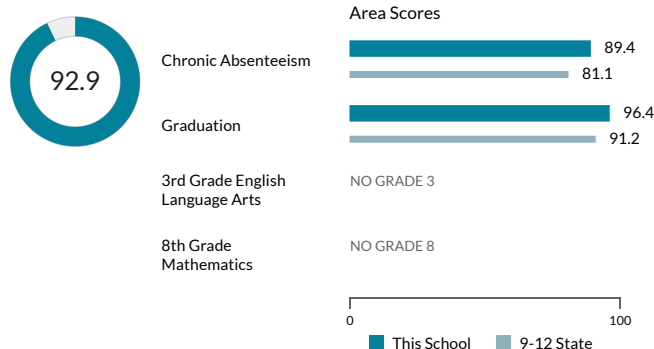 Area Scores
92.9
Chronic Absenteeism
89.4
81.1
Graduation
96.4
91.2
3rd Grade English
Language Arts
NO GRADE 3
8th Grade
Mathematics
NO GRADE 8
0
100
This School
9-12 State